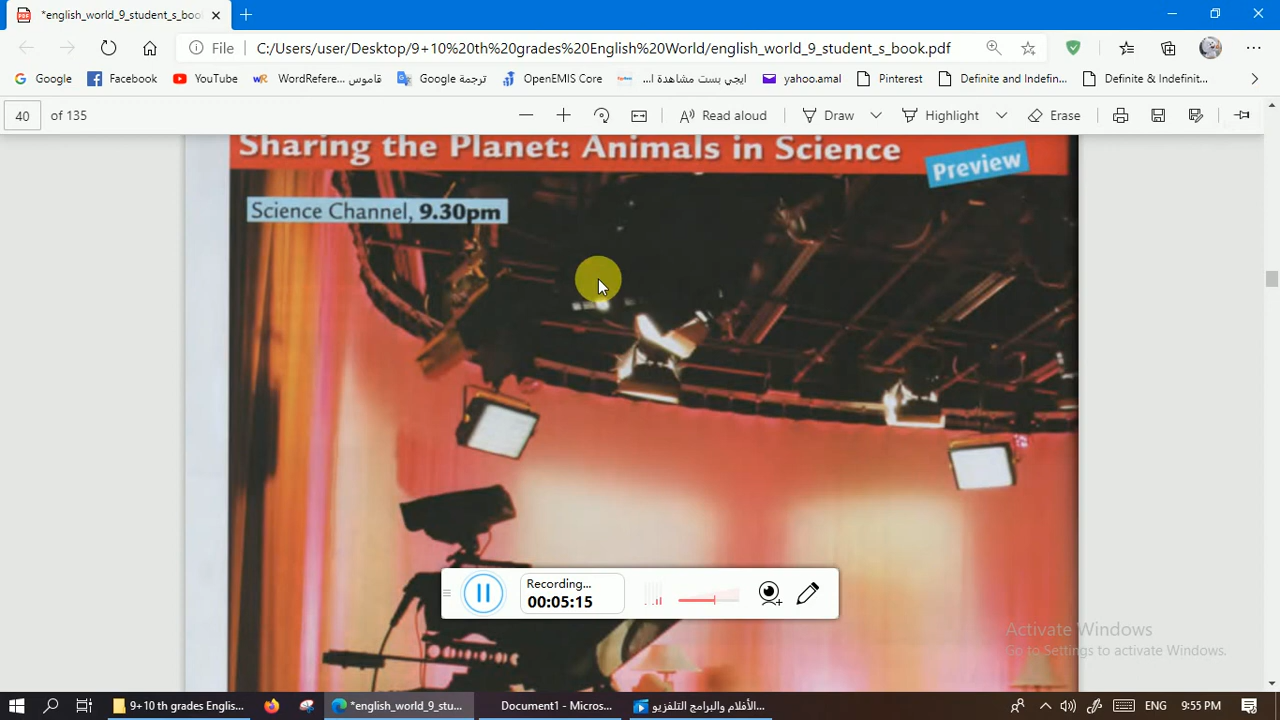 *english_world_9_student_s_boo
File C:/Users/user/Desktop/9+10%20th%20grades%20English%20World/english_world_9_student_s_book.pdf
Google Facebook YouTube WordRefere... قاموس Google ترجمة OpenEMIS Core ايجي بست مشاهدة ا... yahoo.amal Pinterest Definite and Indefin... Definite & Indefinit...
40 of 135 Read aloud Draw Highlight Erase
Sharing the Planet: Animals in Science
Preview
Science Channel, 9.30pm
Recording...
00:05:15
Activate Windows
Go to Settings to activate Windows.
9+10 th grades Englis... *english_world_9_stu... Document1 - Micros... الأفلام والبرامج التلفزيو... ENG 9:55 PM